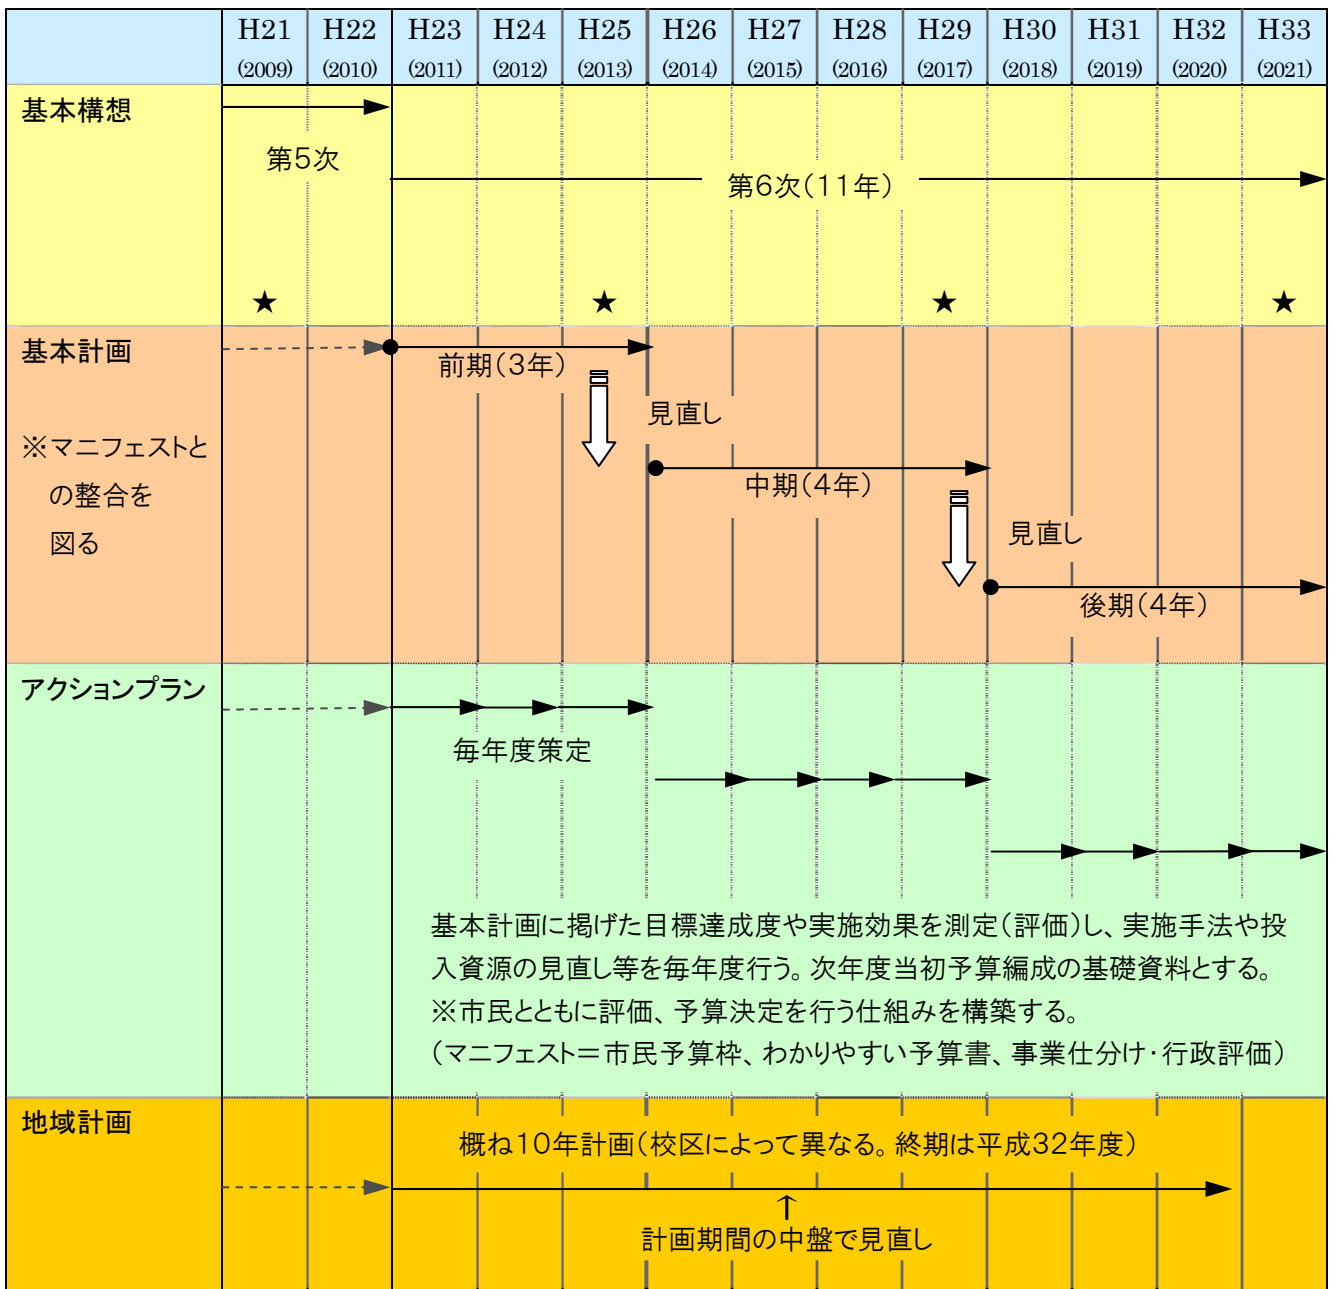 H21 H22 H23 H24 H25 H26 H27 H28 H29 H30 H31 H32 H33
(2009) (2010) (2011) (2012) (2013) (2014) (2015) (2016) (2017) (2018) (2019) (2020) (2021)
基本構想
第5次
第6次(11年)
★ ★ ★ ★
基本計画
前期(3年)
見直し
※マニフェストと
の整合を
図る
中期(4年)
見直し
後期(4年)
アクションプラン
毎年度策定
基本計画に掲げた目標達成度や実施効果を測定(評価)し、実施手法や投
入資源の見直し等を毎年度行う。次年度当初予算編成の基礎資料とする。
※市民とともに評価、予算決定を行う仕組みを構築する。
(マニフェスト=市民予算枠、わかりやすい予算書、事業仕分け・行政評価)
地域計画
概ね10年計画(校区によって異なる。終期は平成32年度)
↑
計画期間の中盤で見直し